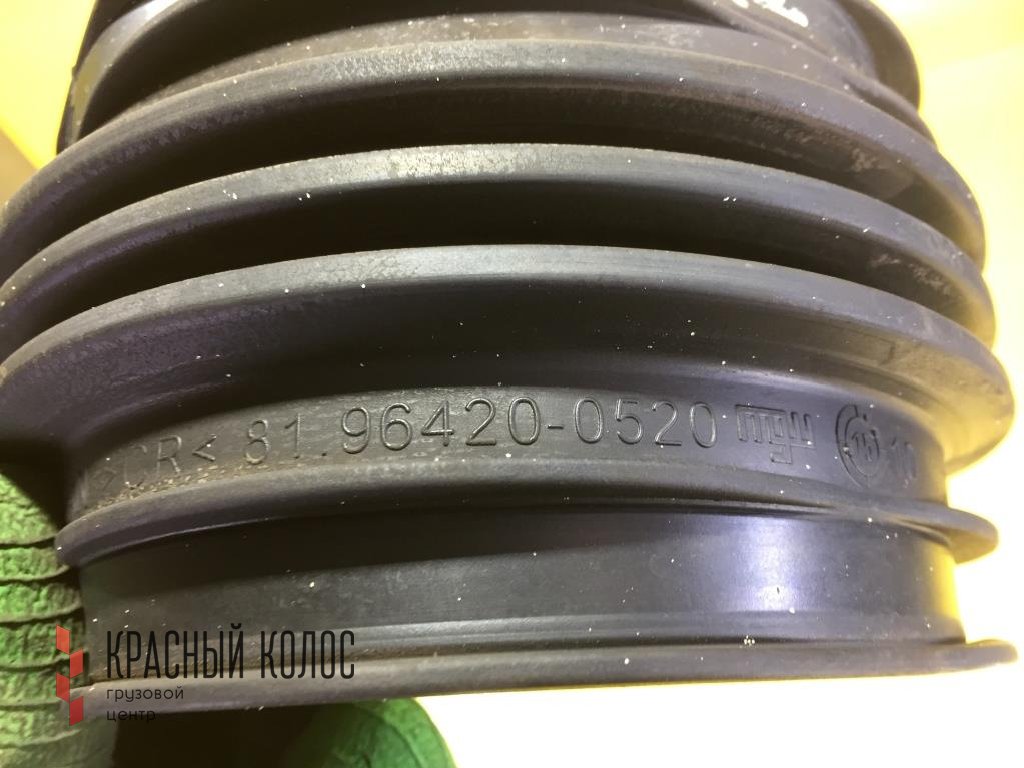 >CR< 81.96420-0520
КРАСНЫЙ КОЛОС
грузовой
центр